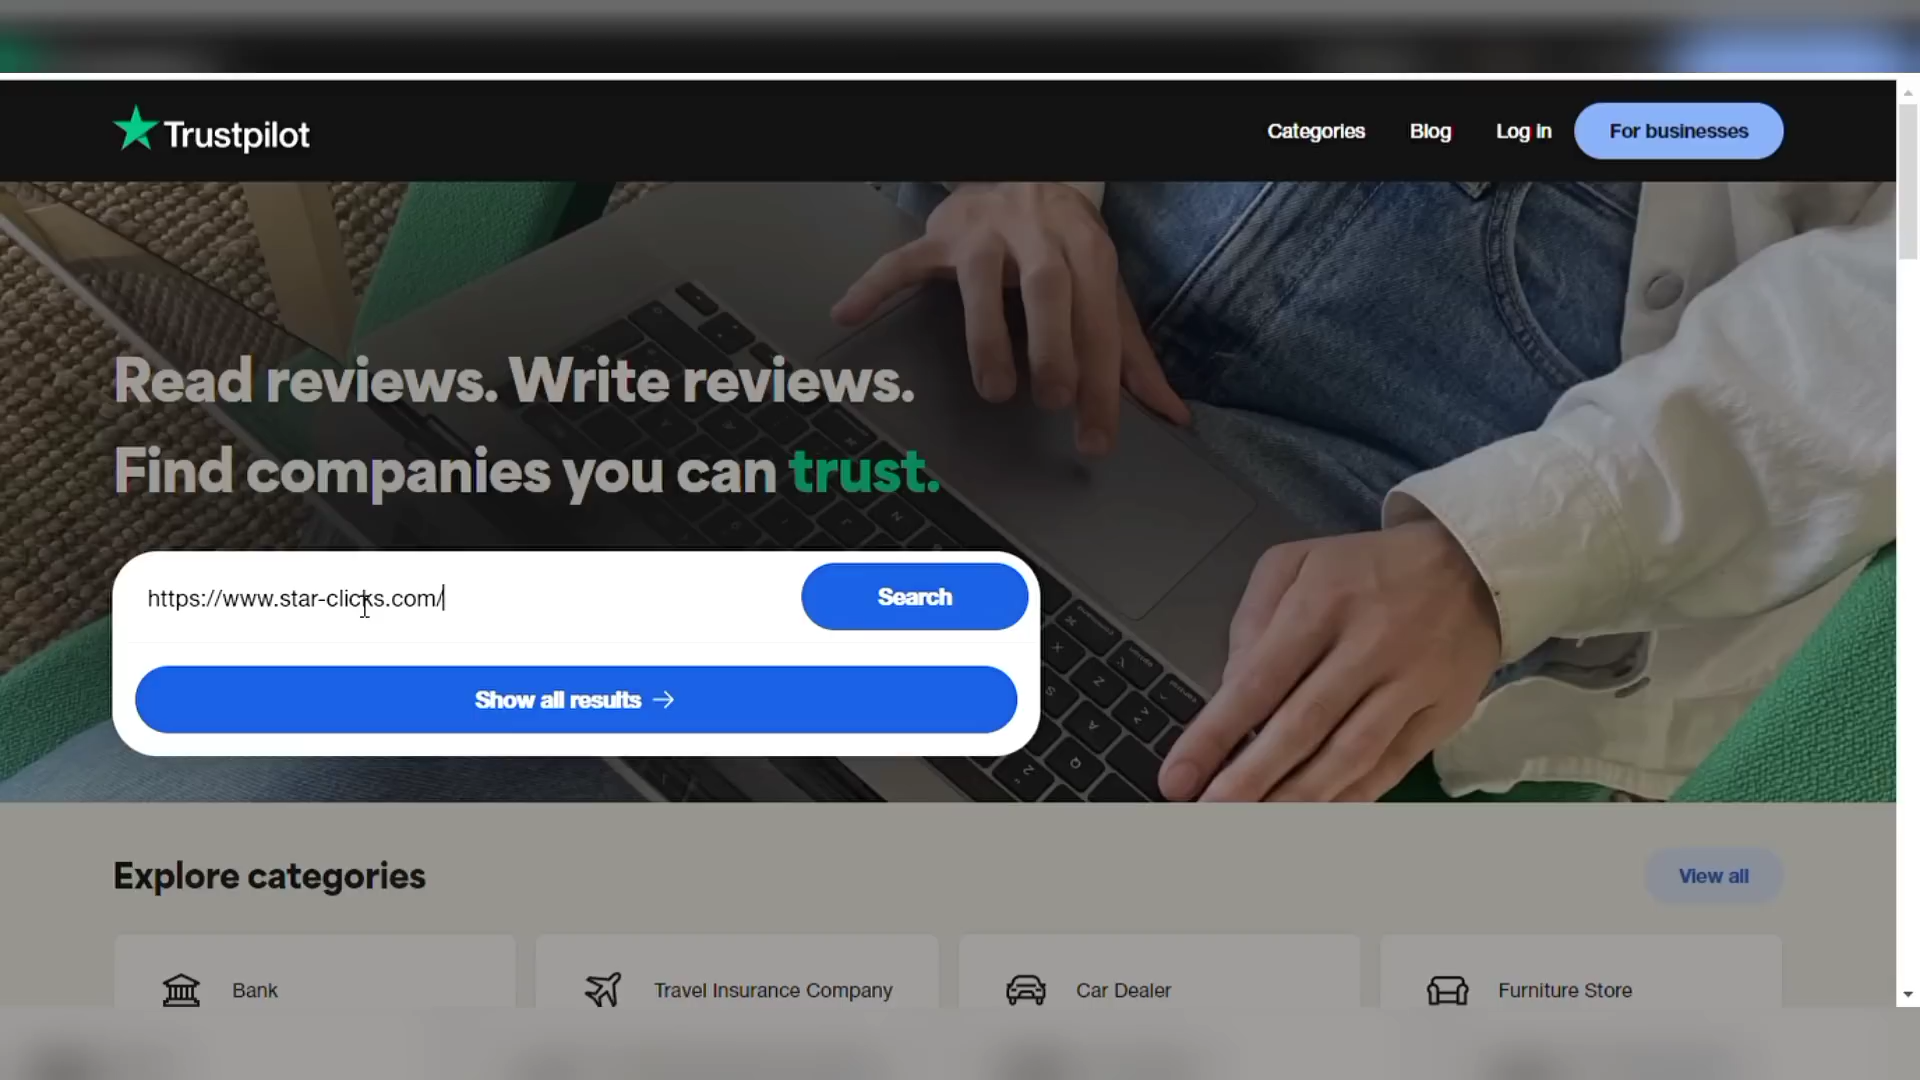 Trustpilot
Categories
Blog
Log in
For businesses
Read reviews. Write reviews.
Find companies you can trust.
https://www.star-clicks.com/
Search
Show all results →
Explore categories
View all
Bank
Travel Insurance Company
Car Dealer
Furniture Store